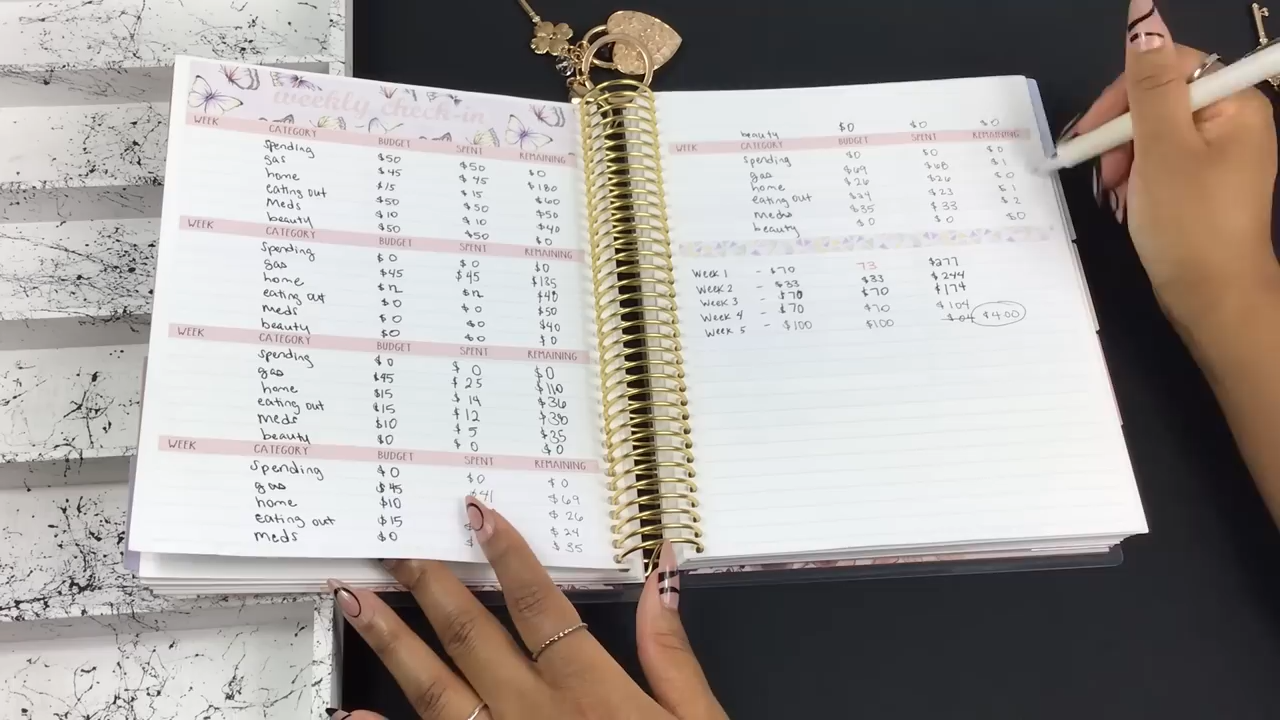 weekly check-in
WEEK CATEGORY BUDGET SPENT REMAINING
spending $50 $50 $0
gas $45 $45 $180
home $15 $15 $60
eating out $50 $50 $50
Meds $10 $10 $40
beauty $50 $50 $0
WEEK CATEGORY BUDGET SPENT REMAINING
spending $0 $0 $0
gas $45 $45 $135
home $12 $12 $48
eating out $0 $0
meds $0 $0 $40
beauty $0 $0 $0
WEEK CATEGORY BUDGET SPENT REMAINING
spending $0 $0 $0
gas $45 $25 $110
home $15 $14 $36
eating out $15 $12 $38
meds $10 $5 $35
beauty $0 $0 $0
WEEK CATEGORY BUDGET SPENT REMAINING
spending $0 $0 $0
gas $45 $41 $69
home $10 $26
eating out $15 $24
meds $0 $35
beauty $0 $0 $0
WEEK CATEGORY BUDGET SPENT REMAINING
spending $0 $0 $0
gas $69 $68 $1
home $26 $26 $0
eating out $24 $23 $1
meds $35 $33 $2
beauty $0 $0 $0
Week 1 - $70 73 $277
Week 2 - $33 $33 $244
Week 3 - $70 $70 $174
Week 4 - $70 $70 $104
Week 5 - $100 $100 $400